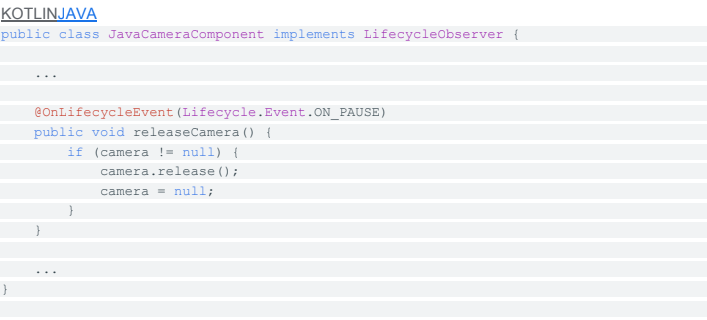 KOTLINJAVA
public class JavaCameraComponent implements LifecycleObserver {
    ...
    @OnLifecycleEvent(Lifecycle.Event.ON_PAUSE)
    public void releaseCamera() {
        if (camera != null) {
            camera.release();
            camera = null;
        }
    }
    ...
}